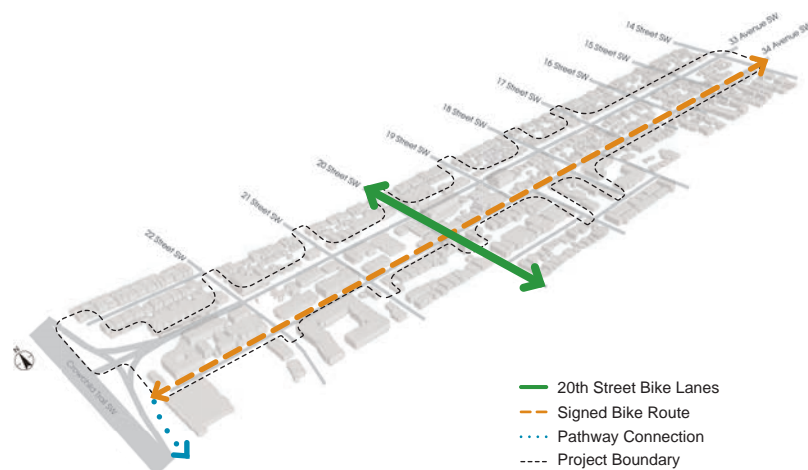 14 Street SW
33 Avenue SW
34 Avenue SW
15 Street SW
16 Street SW
17 Street SW
18 Street SW
19 Street SW
20 Street SW
21 Street SW
22 Street SW
N
Crowchild Trail SW
20th Street Bike Lanes
Signed Bike Route
Pathway Connection
Project Boundary